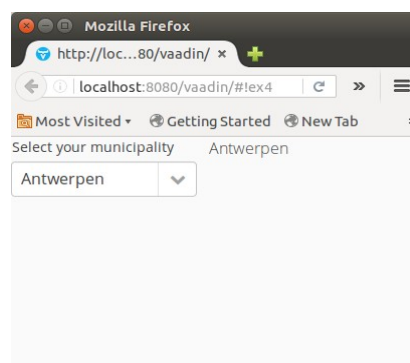 Mozilla Firefox
http://loc...80/vaadin/ ×
localhost:8080/vaadin/#!ex4
Most Visited Getting Started New Tab
Select your municipality Antwerpen
Antwerpen